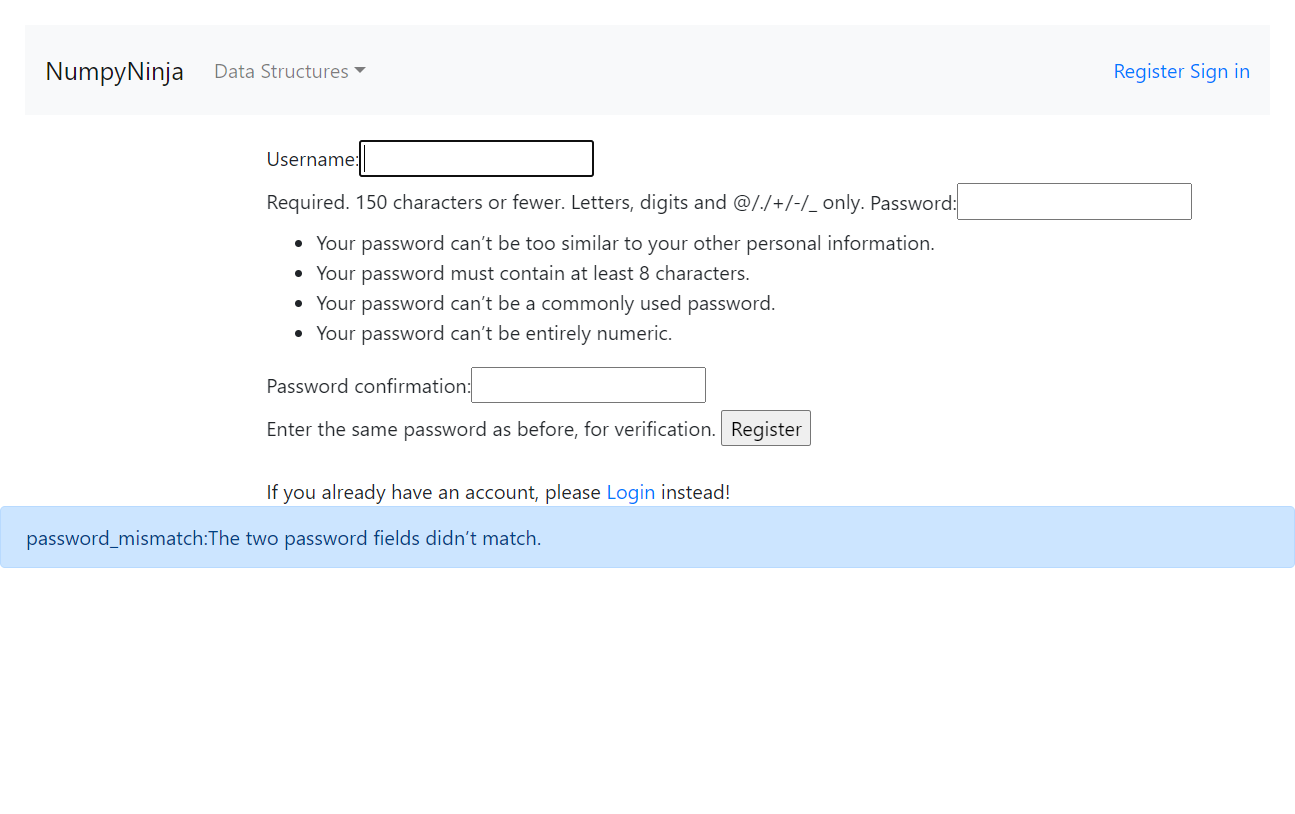 NumpyNinja Data Structures Register Sign in
Username:
Required. 150 characters or fewer. Letters, digits and @/./+/-/_ only. Password:
Your password can’t be too similar to your other personal information.
Your password must contain at least 8 characters.
Your password can’t be a commonly used password.
Your password can’t be entirely numeric.
Password confirmation:
Enter the same password as before, for verification. Register
If you already have an account, please Login instead!
password_mismatch:The two password fields didn’t match.